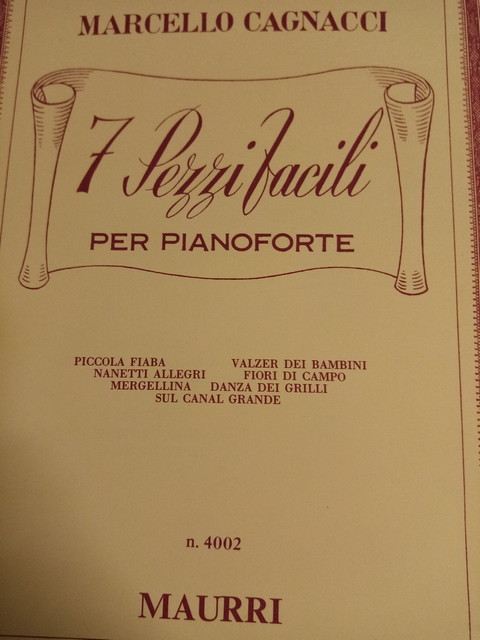 MARCELLO CAGNACCI
7 Pezzi facili
PER PIANOFORTE
PICCOLA FIABA VALZER DEI BAMBINI
NANETTI ALLEGRI FIORI DI CAMPO
MERGELLINA DANZA DEI GRILLI
SUL CANAL GRANDE
n. 4002
MAURRI